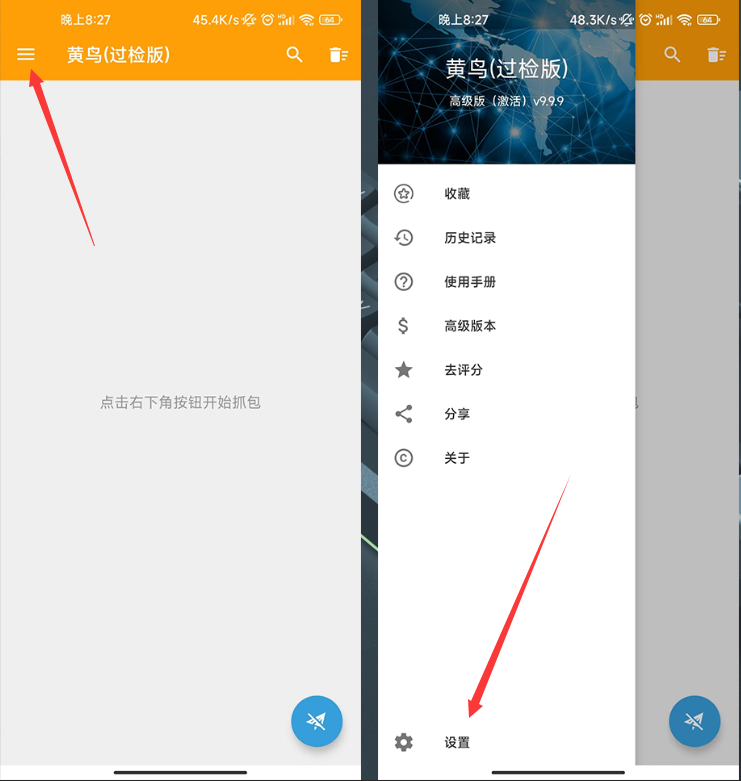 晚上8:27
45.4K/s
64
黄鸟(过检版)
点击右下角按钮开始抓包
晚上8:27
48.3K/s
64
黄鸟(过检版)
高级版（激活）v9.9.9
收藏
历史记录
使用手册
高级版本
去评分
分享
关于
设置